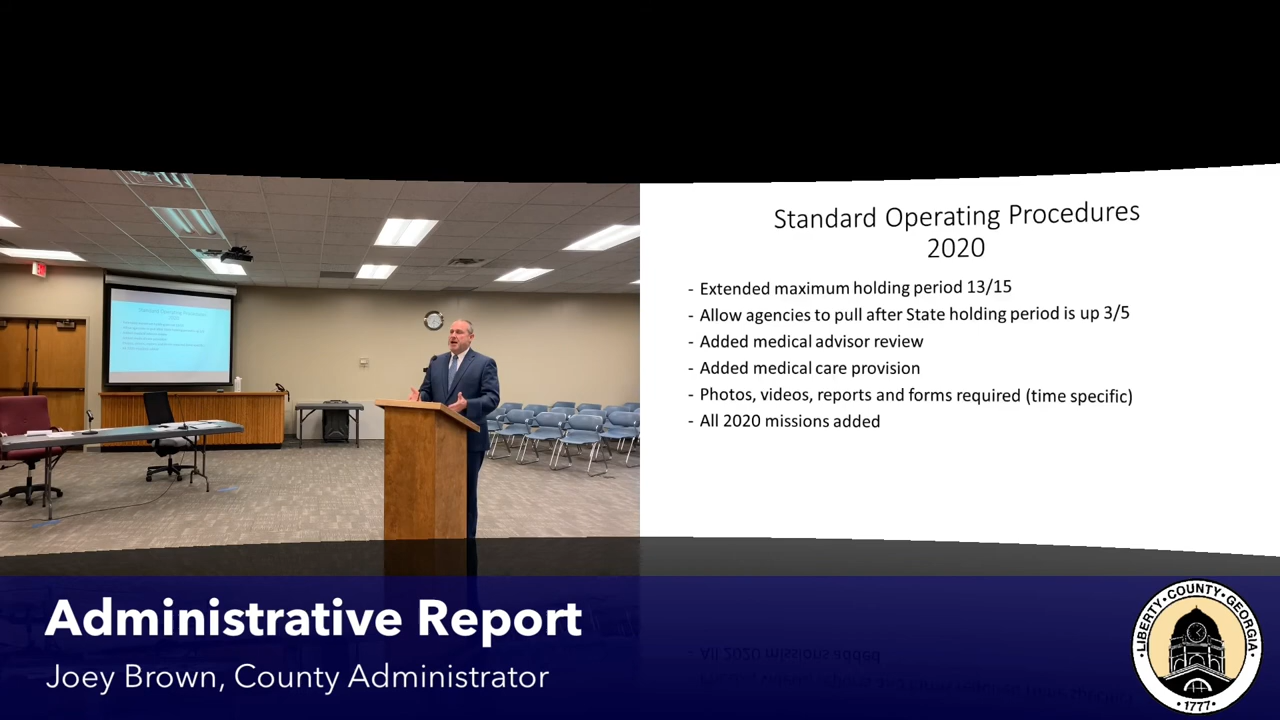 Standard Operating Procedures
2020
- Extended maximum holding period 13/15
- Allow agencies to pull after State holding period is up 3/5
- Added medical advisor review
- Added medical care provision
- Photos, videos, reports and forms required (time specific)
- All 2020 missions added
Administrative Report
Joey Brown, County Administrator
LIBERTY • COUNTY • GEORGIA
• 1777 •